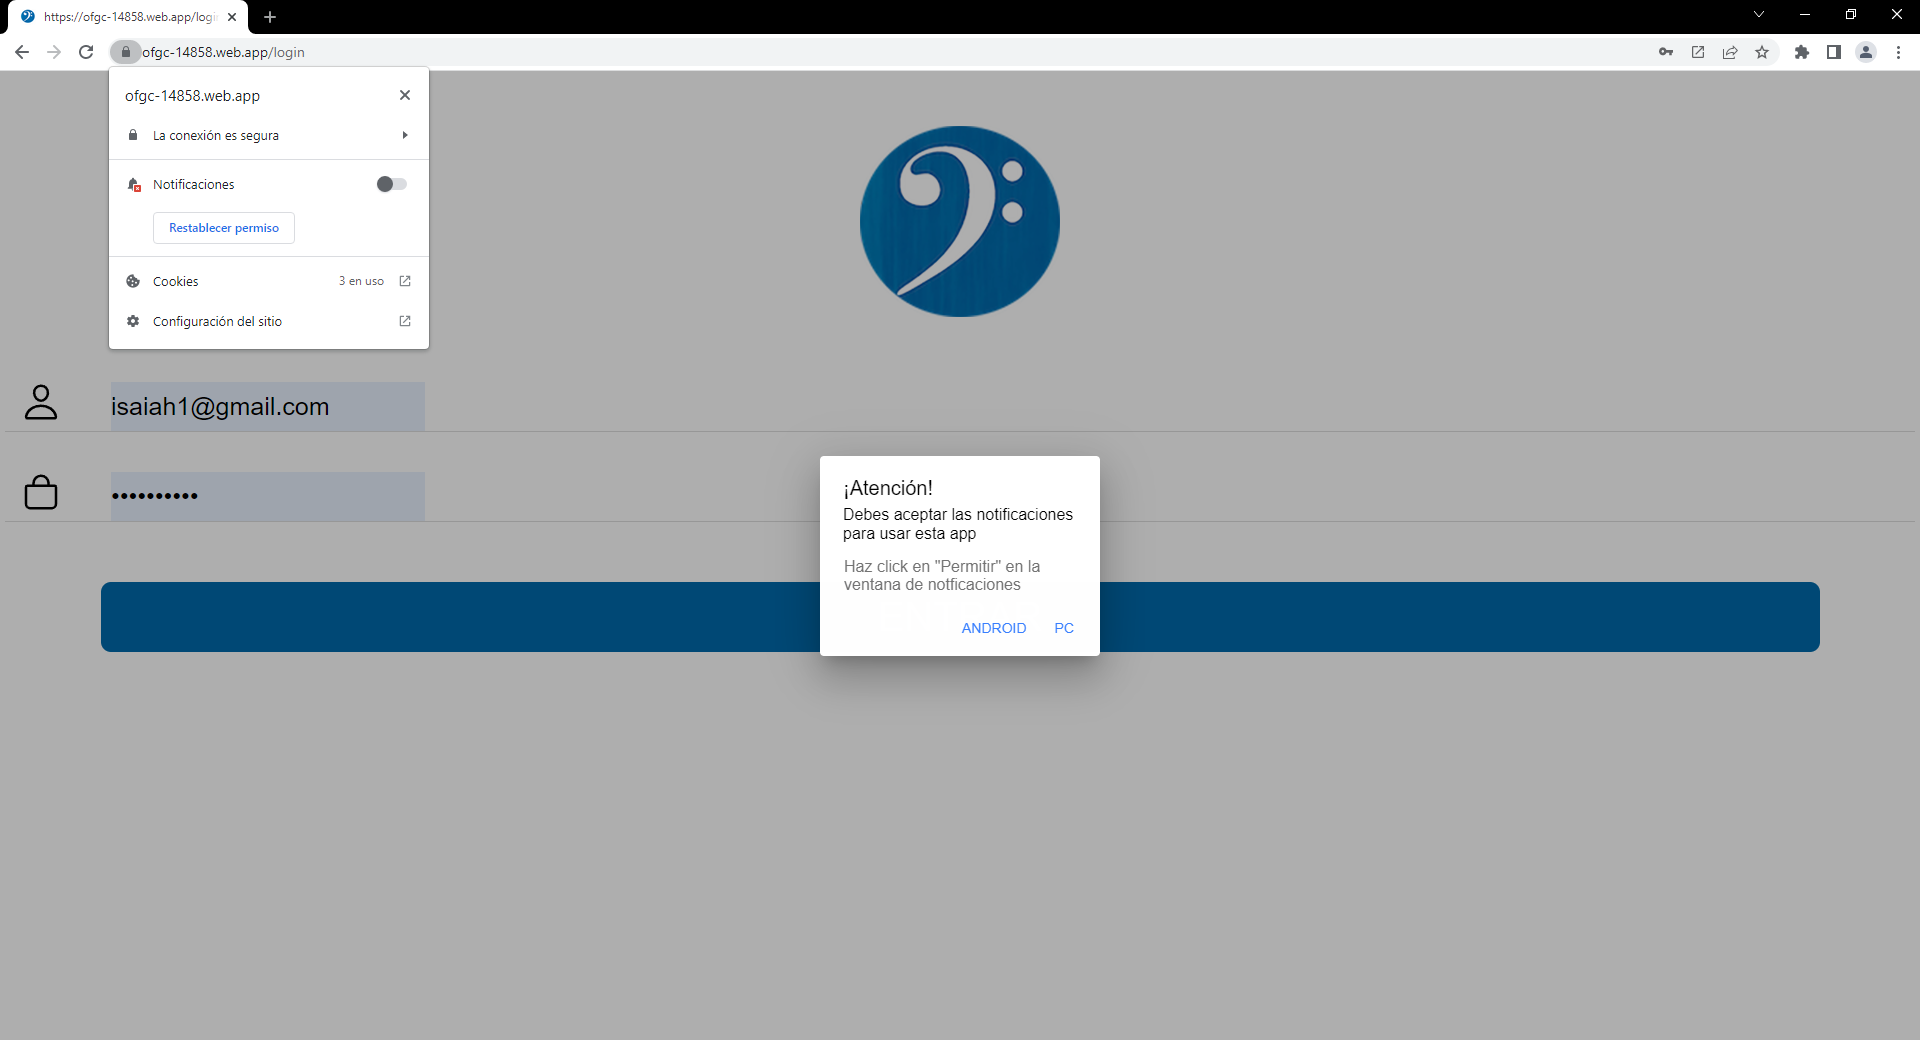 https://ofgc-14858.web.app/logi
ofgc-14858.web.app/login
ofgc-14858.web.app
La conexión es segura
Notificaciones
Restablecer permiso
Cookies 3 en uso
Configuración del sitio
isaiah1@gmail.com
••••••••••
¡Atención!
Debes aceptar las notificaciones
para usar esta app
Haz click en "Permitir" en la
ventana de notficaciones
ANDROID PC